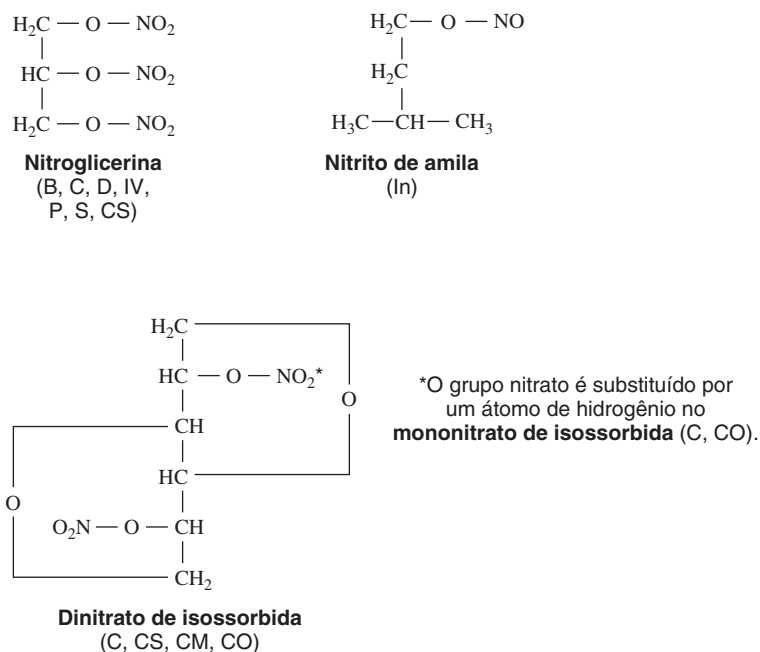 H₂C — O — NO₂
HC — O — NO₂
H₂C — O — NO₂
Nitroglicerina
(B, C, D, IV,
P, S, CS)
H₂C — O — NO
H₂C
H₃C—CH—CH₃
Nitrito de amila
(In)
H₂C
HC — O — NO₂*
O
CH
HC
O
O₂N — O — CH
CH₂
Dinitrato de isossorbida
(C, CS, CM, CO)
*O grupo nitrato é substituído por
um átomo de hidrogênio no
mononitrato de isossorbida (C, CO).